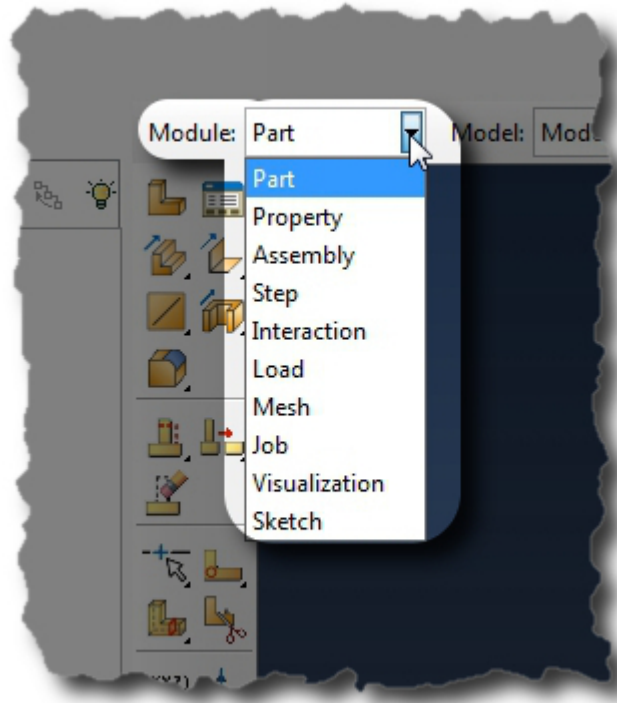 Module: Part Model: Mod
Part
Property
Assembly
Step
Interaction
Load
Mesh
Job
Visualization
Sketch